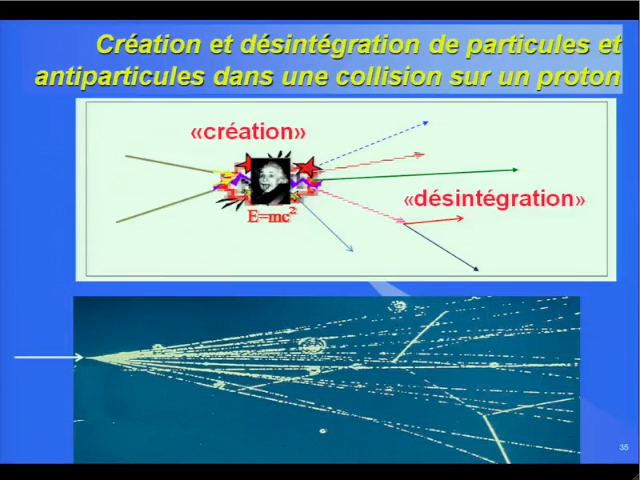 Création et désintégration de particules et
antiparticules dans une collision sur un proton
«création»
E=mc²
«désintégration»
35